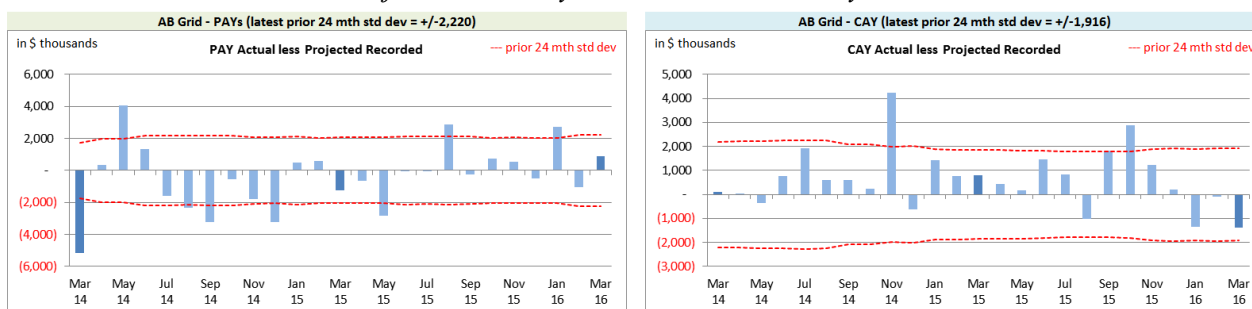 AB Grid - PAYs (latest prior 24 mth std dev = +/-2,220)
in $ thousands
PAY Actual less Projected Recorded
--- prior 24 mth std dev
6,000
4,000
2,000
-
(2,000)
(4,000)
(6,000)
Mar May Jul Sep Nov Jan Mar May Jul Sep Nov Jan Mar
14 14 14 14 14 15 15 15 15 15 15 16 16
AB Grid - CAY (latest prior 24 mth std dev = +/-1,916)
in $ thousands
CAY Actual less Projected Recorded
--- prior 24 mth std dev
5,000
4,000
3,000
2,000
1,000
-
(1,000)
(2,000)
(3,000)
Mar May Jul Sep Nov Jan Mar May Jul Sep Nov Jan Mar
14 14 14 14 14 15 15 15 15 15 15 16 16